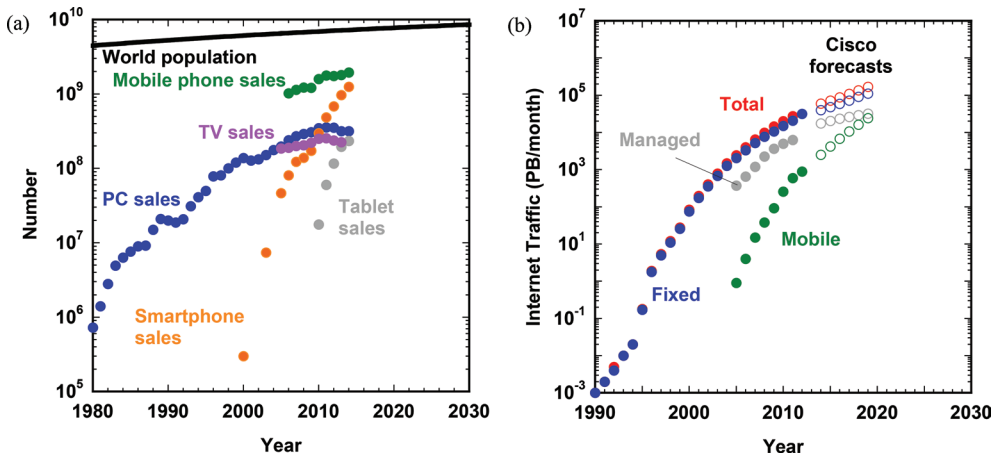 (a)
10^10
10^9
10^8
10^7
10^6
10^5
Number
World population
Mobile phone sales
TV sales
PC sales
Tablet
sales
Smartphone
sales
1980 1990 2000 2010 2020 2030
Year
(b)
10^7
10^5
10^3
10^1
10^-1
10^-3
Internet Traffic (PB/month)
Cisco
forecasts
Total
Managed
Mobile
Fixed
1990 2000 2010 2020 2030
Year